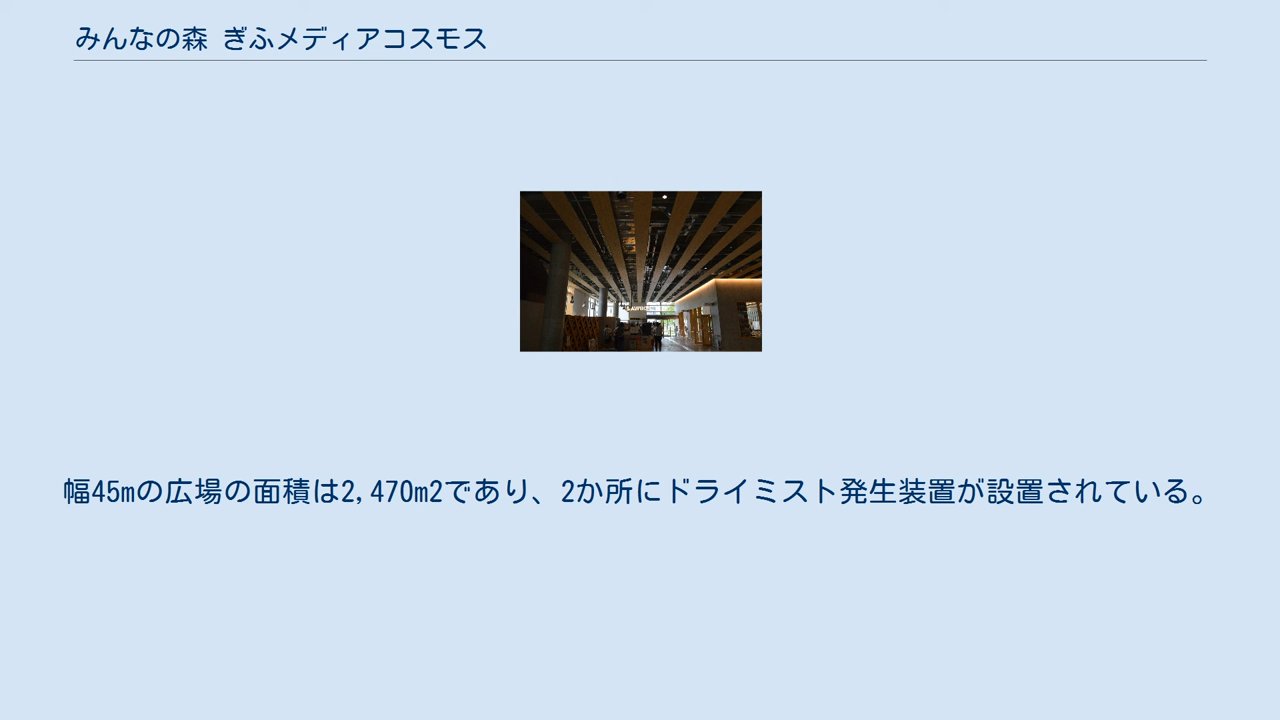 みんなの森 ぎふメディアコスモス
幅45mの広場の面積は2,470m2であり、2か所にドライミスト発生装置が設置されている。